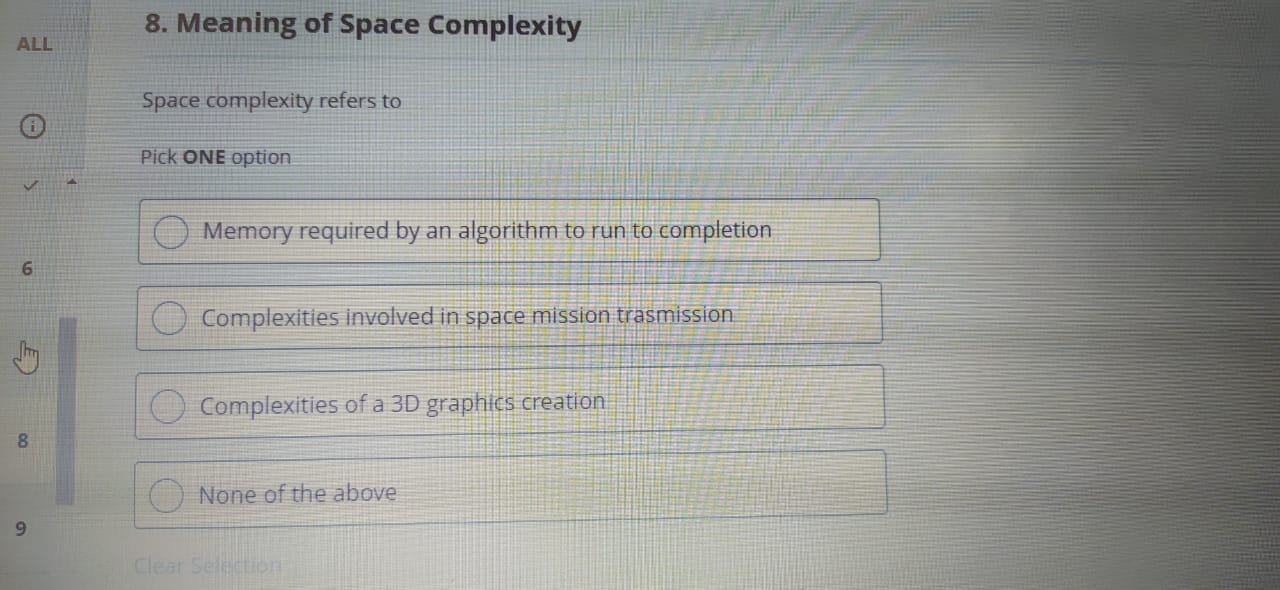 ALL
8. Meaning of Space Complexity
Space complexity refers to
Pick ONE option
Memory required by an algorithm to run to completion
6
Complexities involved in space mission trasmission
Complexities of a 3D graphics creation
8
None of the above
9
Clear Selection